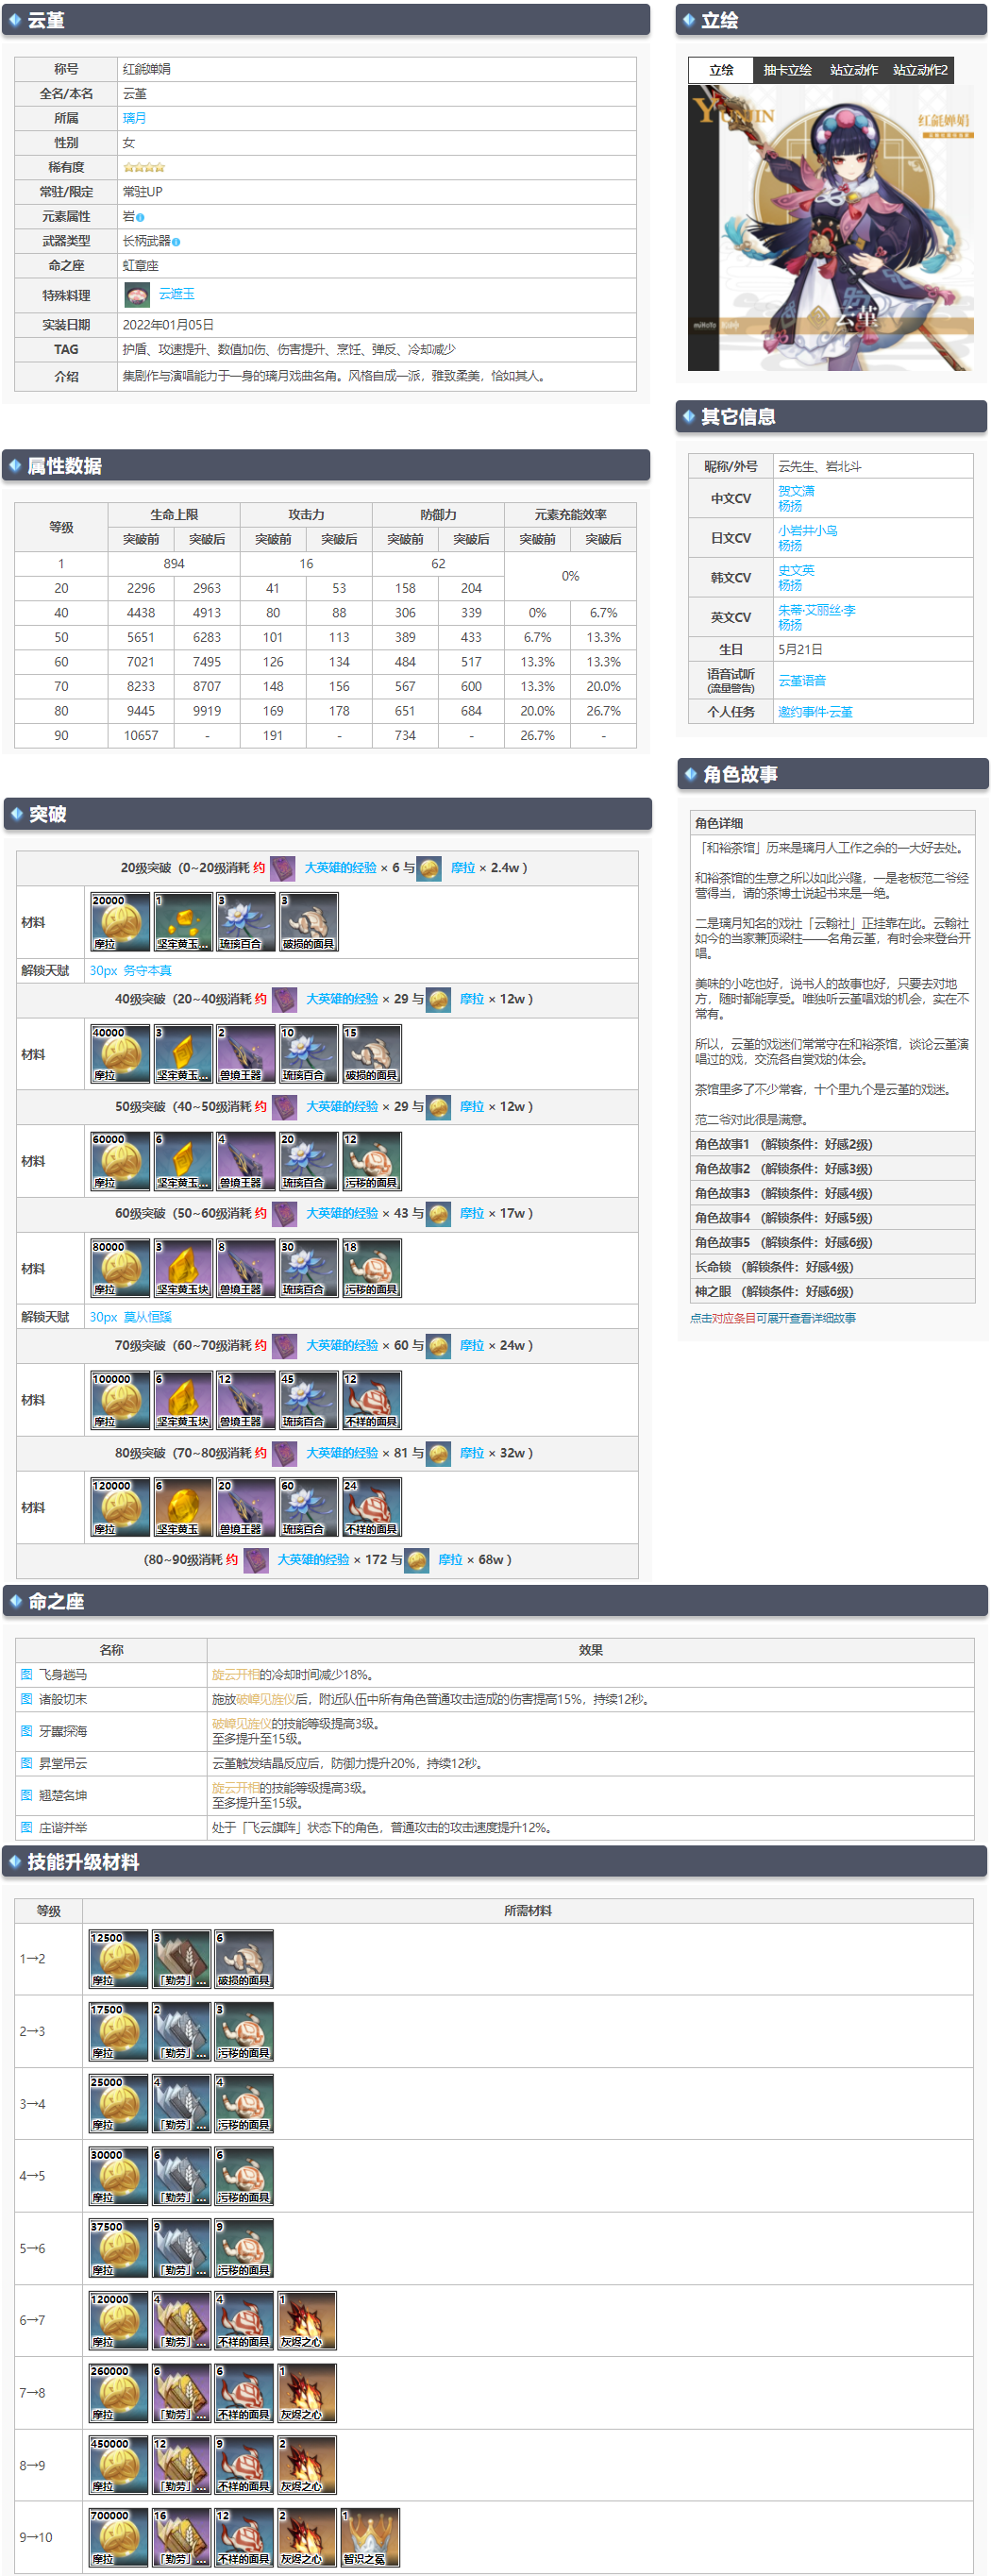 云堇
称号 红毹婵娟
全名/本名 云堇
所属 璃月
性别 女
稀有度
常驻/限定 常驻UP
元素属性 岩
武器类型 长柄武器
命之座 虹章座
特殊料理 云遮玉
实装日期 2022年01月05日
TAG 护盾、攻速提升、数值加伤、伤害提升、烹饪、弹反、冷却减少
介绍 集剧作与演唱能力于一身的璃月戏曲名角。风格自成一派，雅致柔美，恰如其人。
属性数据
等级 生命上限 攻击力 防御力 元素充能效率
突破前 突破后 突破前 突破后 突破前 突破后 突破前 突破后
1 894 16 62 0%
20 2296 2963 41 53 158 204
40 4438 4913 80 88 306 339 0% 6.7%
50 5651 6283 101 113 389 433 6.7% 13.3%
60 7021 7495 126 134 484 517 13.3% 13.3%
70 8233 8707 148 156 567 600 13.3% 20.0%
80 9445 9919 169 178 651 684 20.0% 26.7%
90 10657 - 191 - 734 - 26.7% -
突破
20级突破（0~20级消耗 约 大英雄的经验 × 6 与 摩拉 × 2.4w ）
材料
20000 1 3 3
摩拉 坚牢黄玉... 琉璃百合 破损的面具
解锁天赋 30px 务守本真
40级突破（20~40级消耗 约 大英雄的经验 × 29 与 摩拉 × 12w ）
材料
40000 3 2 10 15
摩拉 坚牢黄玉... 兽境王器 琉璃百合 破损的面具
50级突破（40~50级消耗 约 大英雄的经验 × 29 与 摩拉 × 12w ）
材料
60000 6 4 20 12
摩拉 坚牢黄玉... 兽境王器 琉璃百合 污秽的面具
60级突破（50~60级消耗 约 大英雄的经验 × 43 与 摩拉 × 17w ）
材料
80000 3 8 30 18
摩拉 坚牢黄玉块 兽境王器 琉璃百合 污秽的面具
解锁天赋 30px 莫从恒蹊
70级突破（60~70级消耗 约 大英雄的经验 × 60 与 摩拉 × 24w ）
材料
100000 6 12 45 12
摩拉 坚牢黄玉块 兽境王器 琉璃百合 不祥的面具
80级突破（70~80级消耗 约 大英雄的经验 × 81 与 摩拉 × 32w ）
材料
120000 6 20 60 24
摩拉 坚牢黄玉 兽境王器 琉璃百合 不祥的面具
（80~90级消耗 约 大英雄的经验 × 172 与 摩拉 × 68w ）
立绘
立绘 抽卡立绘 站立动作 站立动作2
YUNJIN
红毹婵娟
云堇
miHoYo
其它信息
昵称/外号 云先生、岩北斗
中文CV 贺文潇
杨扬
日文CV 小岩井小鸟
杨扬
韩文CV 史文英
杨扬
英文CV 朱蒂·艾丽丝·李
杨扬
生日 5月21日
语音试听
(流量警告)
云堇语音
个人任务 邀约事件·云堇
角色故事
角色详细
「和裕茶馆」历来是璃月人工作之余的一大好去处。
和裕茶馆的生意之所以如此兴隆，一是老板范二爷经
营得当，请的茶博士说起书来是一绝。
二是璃月知名的戏社「云翰社」正挂靠在此。云翰社
如今的当家兼顶梁柱——名角云堇，有时会来登台开
唱。
美味的小吃也好，说书人的故事也好，只要去对地
方，随时都能享受。唯独听云堇唱戏的机会，实在不
常有。
所以，云堇的戏迷们常常守在和裕茶馆，谈论云堇演
唱过的戏，交流各自赏戏的体会。
茶馆里多了不少常客，十个里九个是云堇的戏迷。
范二爷对此很是满意。
角色故事1 （解锁条件：好感2级）
角色故事2 （解锁条件：好感3级）
角色故事3 （解锁条件：好感4级）
角色故事4 （解锁条件：好感5级）
角色故事5 （解锁条件：好感6级）
长命锁 （解锁条件：好感4级）
神之眼 （解锁条件：好感6级）
点击对应条目可展开查看详细故事
命之座
名称 效果
图 飞身趟马 旋云开相的冷却时间减少18%。
图 诸般切末 施放破嶂见旌仪后，附近队伍中所有角色普通攻击造成的伤害提高15%，持续12秒。
图 牙纛探海 破嶂见旌仪的技能等级提高3级。
至多提升至15级。
图 昇堂吊云 云堇触发结晶反应后，防御力提升20%，持续12秒。
图 翘楚名坤 旋云开相的技能等级提高3级。
至多提升至15级。
图 庄谐并举 处于「飞云旗阵」状态下的角色，普通攻击的攻击速度提升12%。
技能升级材料
等级 所需材料
1→2
12500 3 6
摩拉 「勤劳」... 破损的面具
2→3
17500 2 3
摩拉 「勤劳」... 污秽的面具
3→4
25000 4 4
摩拉 「勤劳」... 污秽的面具
4→5
30000 6 6
摩拉 「勤劳」... 污秽的面具
5→6
37500 9 9
摩拉 「勤劳」... 污秽的面具
6→7
120000 4 4 1
摩拉 「勤劳」... 不祥的面具 灰烬之心
7→8
260000 6 6 1
摩拉 「勤劳」... 不祥的面具 灰烬之心
8→9
450000 12 9 2
摩拉 「勤劳」... 不祥的面具 灰烬之心
9→10
700000 16 12 2 1
摩拉 「勤劳」... 不祥的面具 灰烬之心 智识之冕